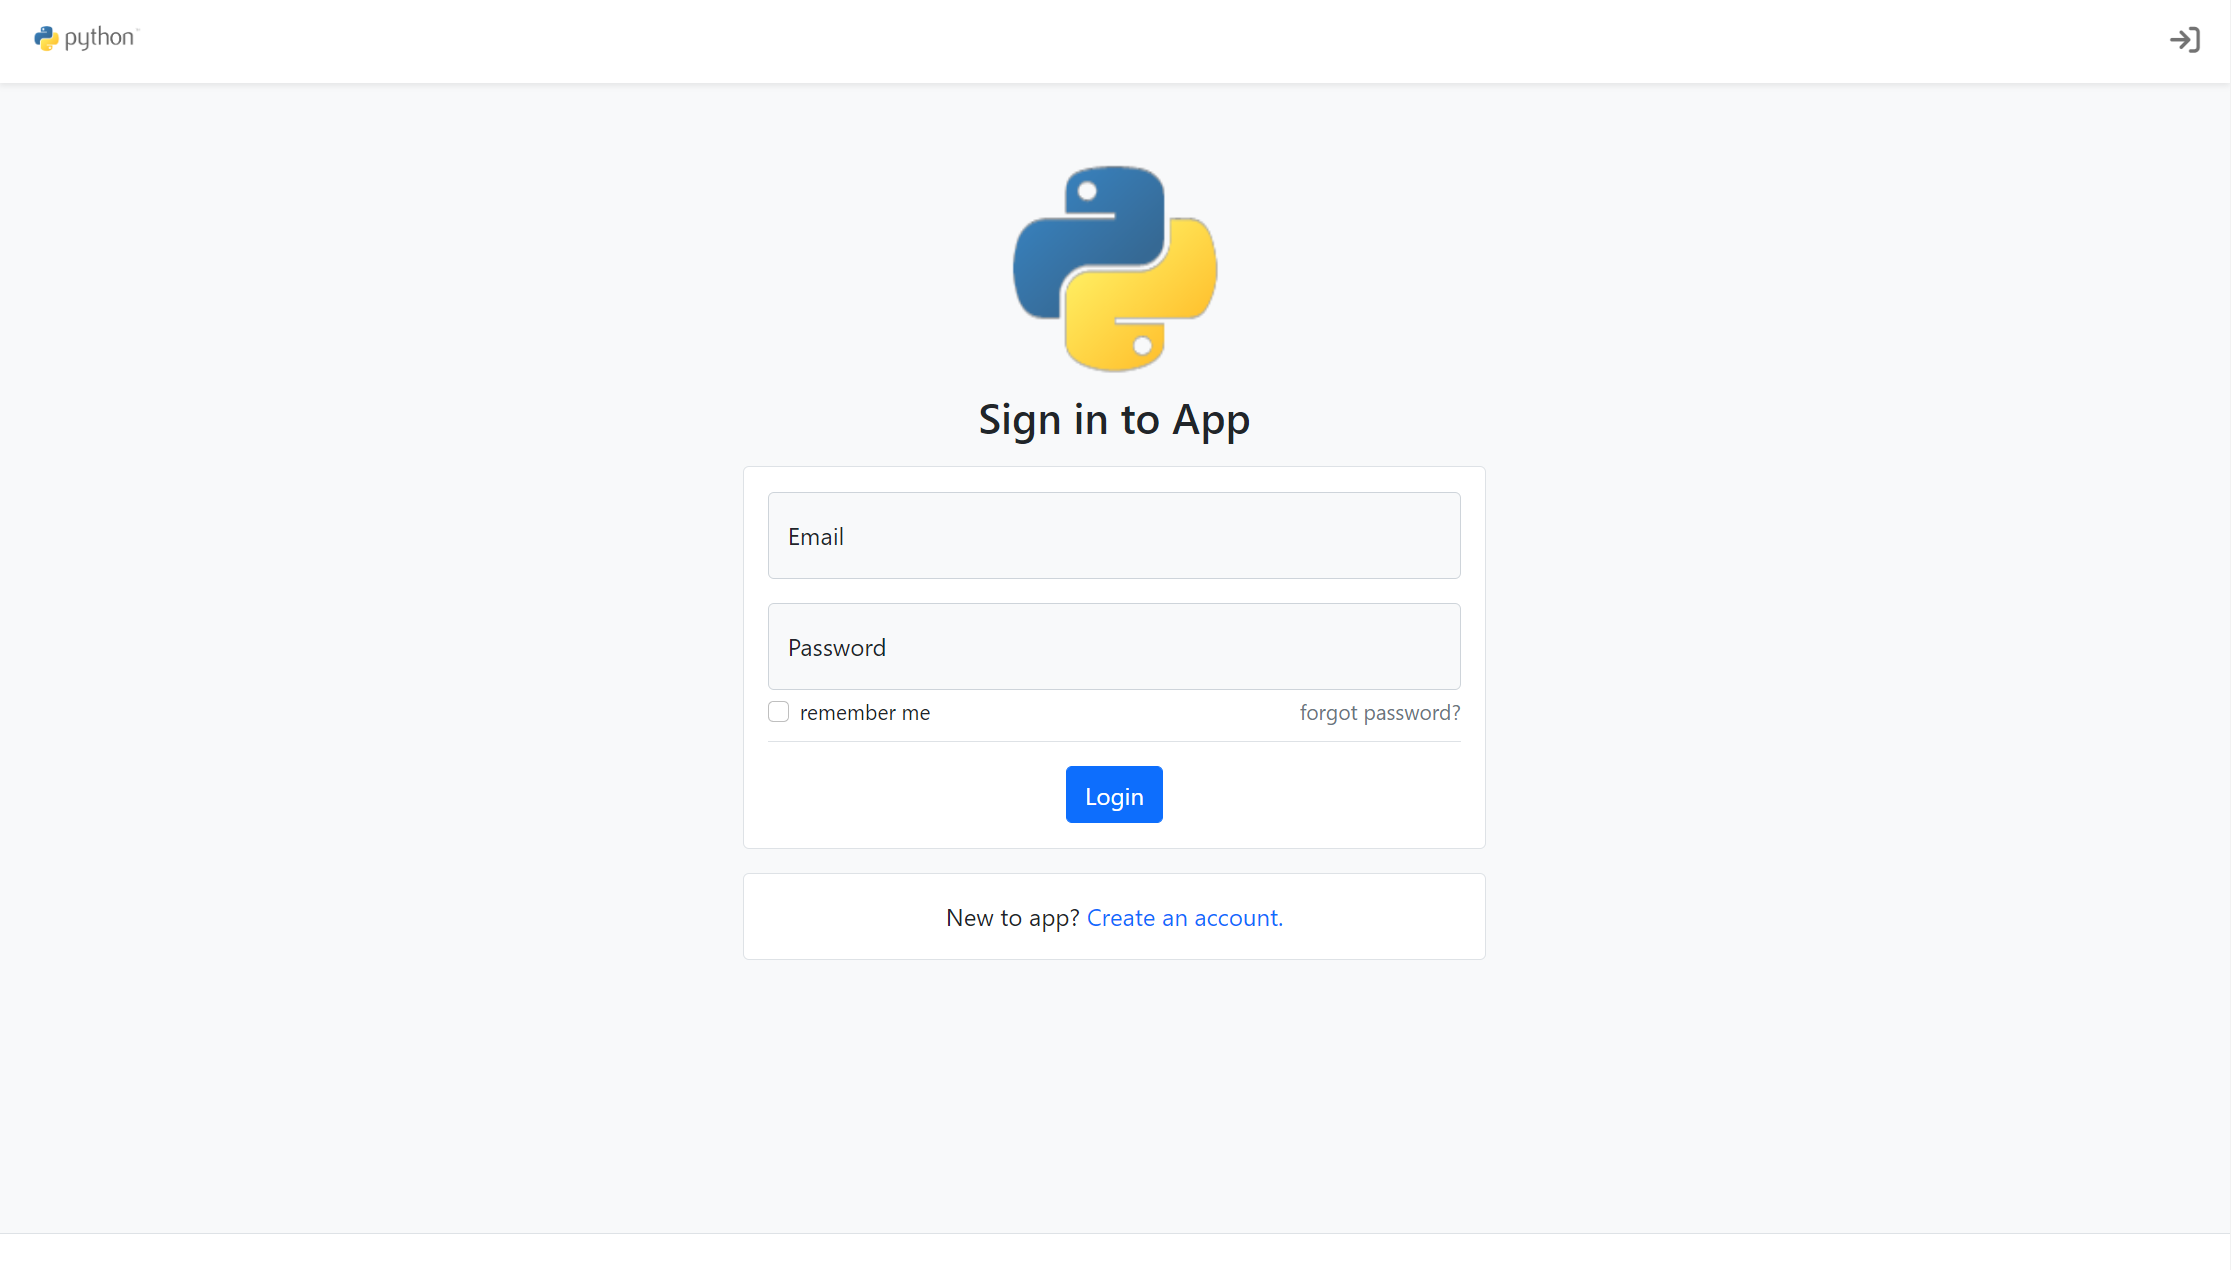 python
Sign in to App
Email
Password
remember me
forgot password?
Login
New to app? Create an account.